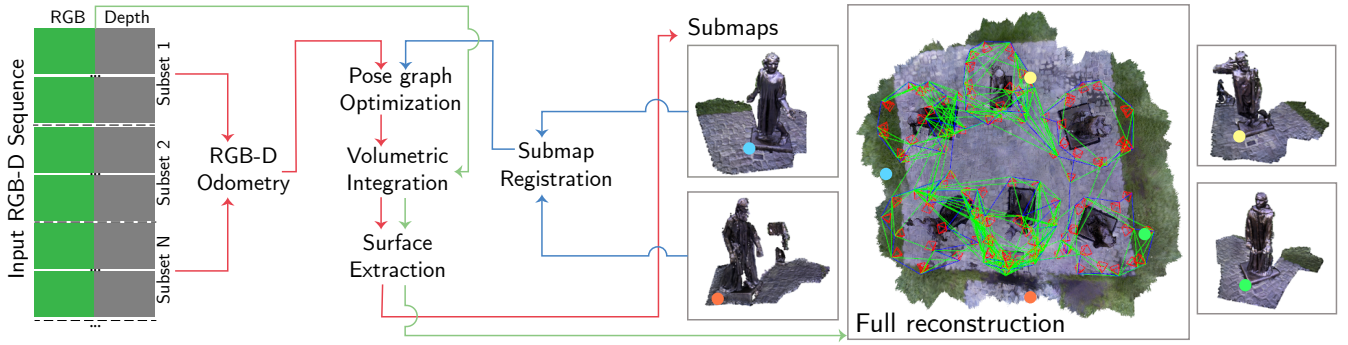 RGB
Depth
Input RGB-D Sequence
...
Subset 1
Subset 2
...
Subset N
...
RGB-D
Odometry
Pose graph
Optimization
Volumetric
Integration
Surface
Extraction
Submap
Registration
Submaps
Full reconstruction